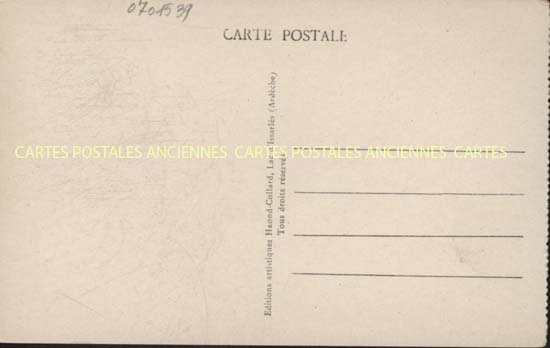 0701539
CARTE POSTALE
CARTES POSTALES ANCIENNES CARTES POSTALES ANCIENNES CARTES
Editions artistiques Haond-Collard, Lac d'Issarlès (Ardèche)
Tous droits réservés